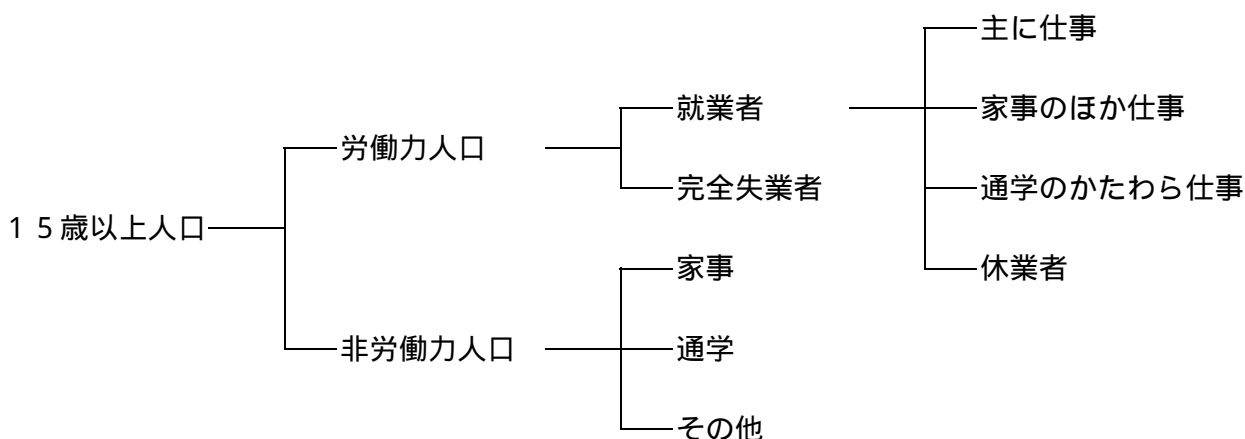 主に仕事
就業者
家事のほか仕事
労働力人口
完全失業者
通学のかたわら仕事
15歳以上人口
家事
休業者
非労働力人口
通学
その他